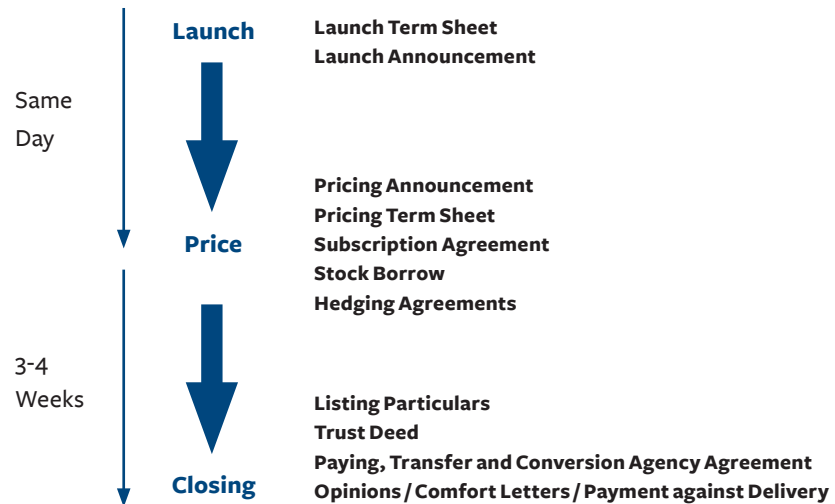 Launch
Launch Term Sheet
Launch Announcement
Same
Day
Pricing Announcement
Pricing Term Sheet
Price
Subscription Agreement
Stock Borrow
Hedging Agreements
3-4
Weeks
Listing Particulars
Trust Deed
Paying, Transfer and Conversion Agency Agreement
Closing
Opinions / Comfort Letters / Payment against Delivery